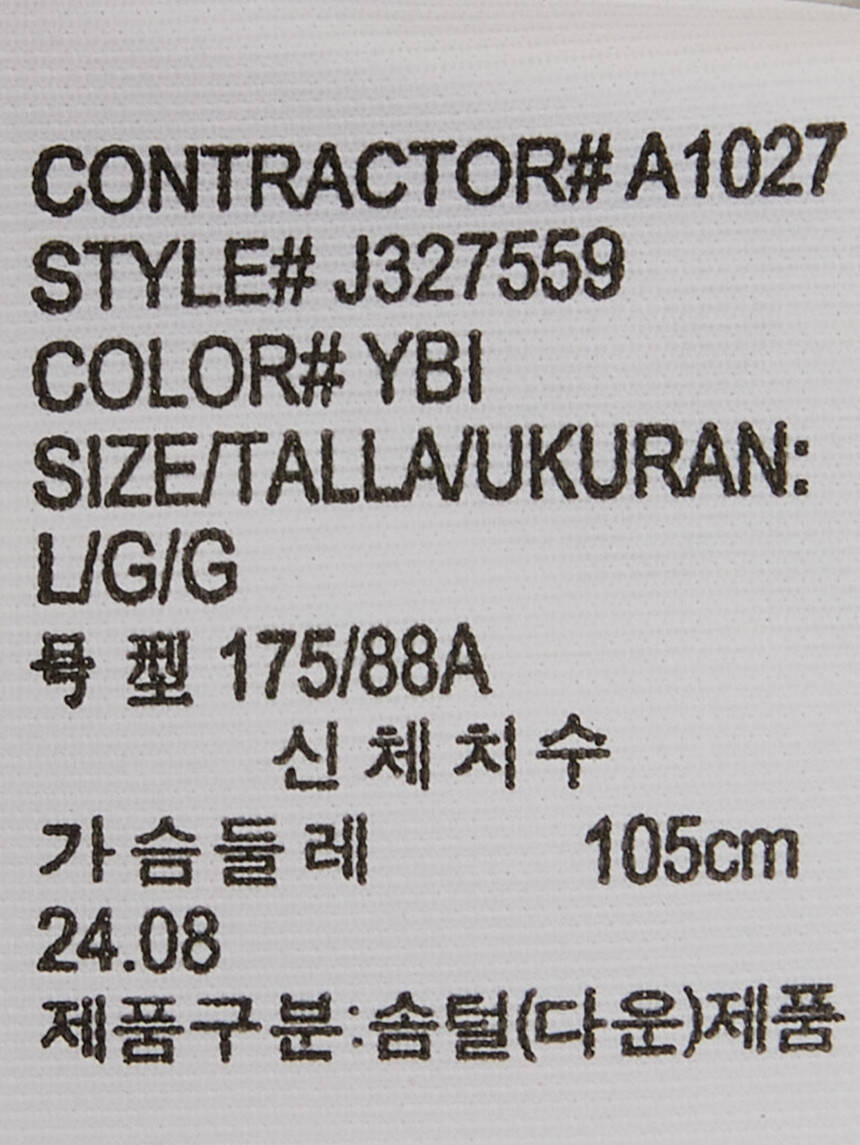 CONTRACTOR# A1027
STYLE# J327559
COLOR# YBI
SIZE/TALLA/UKURAN:
L/G/G
号 型 175/88A
신체치수
가슴둘레 105cm
24.08
제품구분:솜털(다운)제품